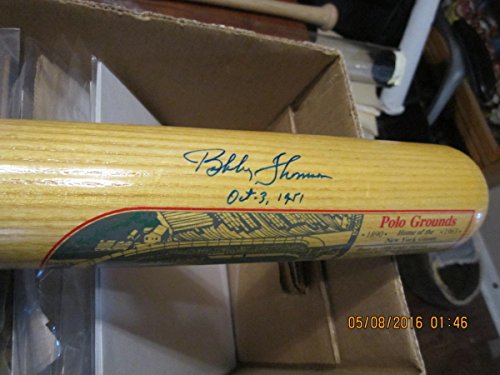 Bobby Thomson
Oct. 3, 1951
Polo Grounds
1890 Home of the 1963
New York
05/08/2016 01:46